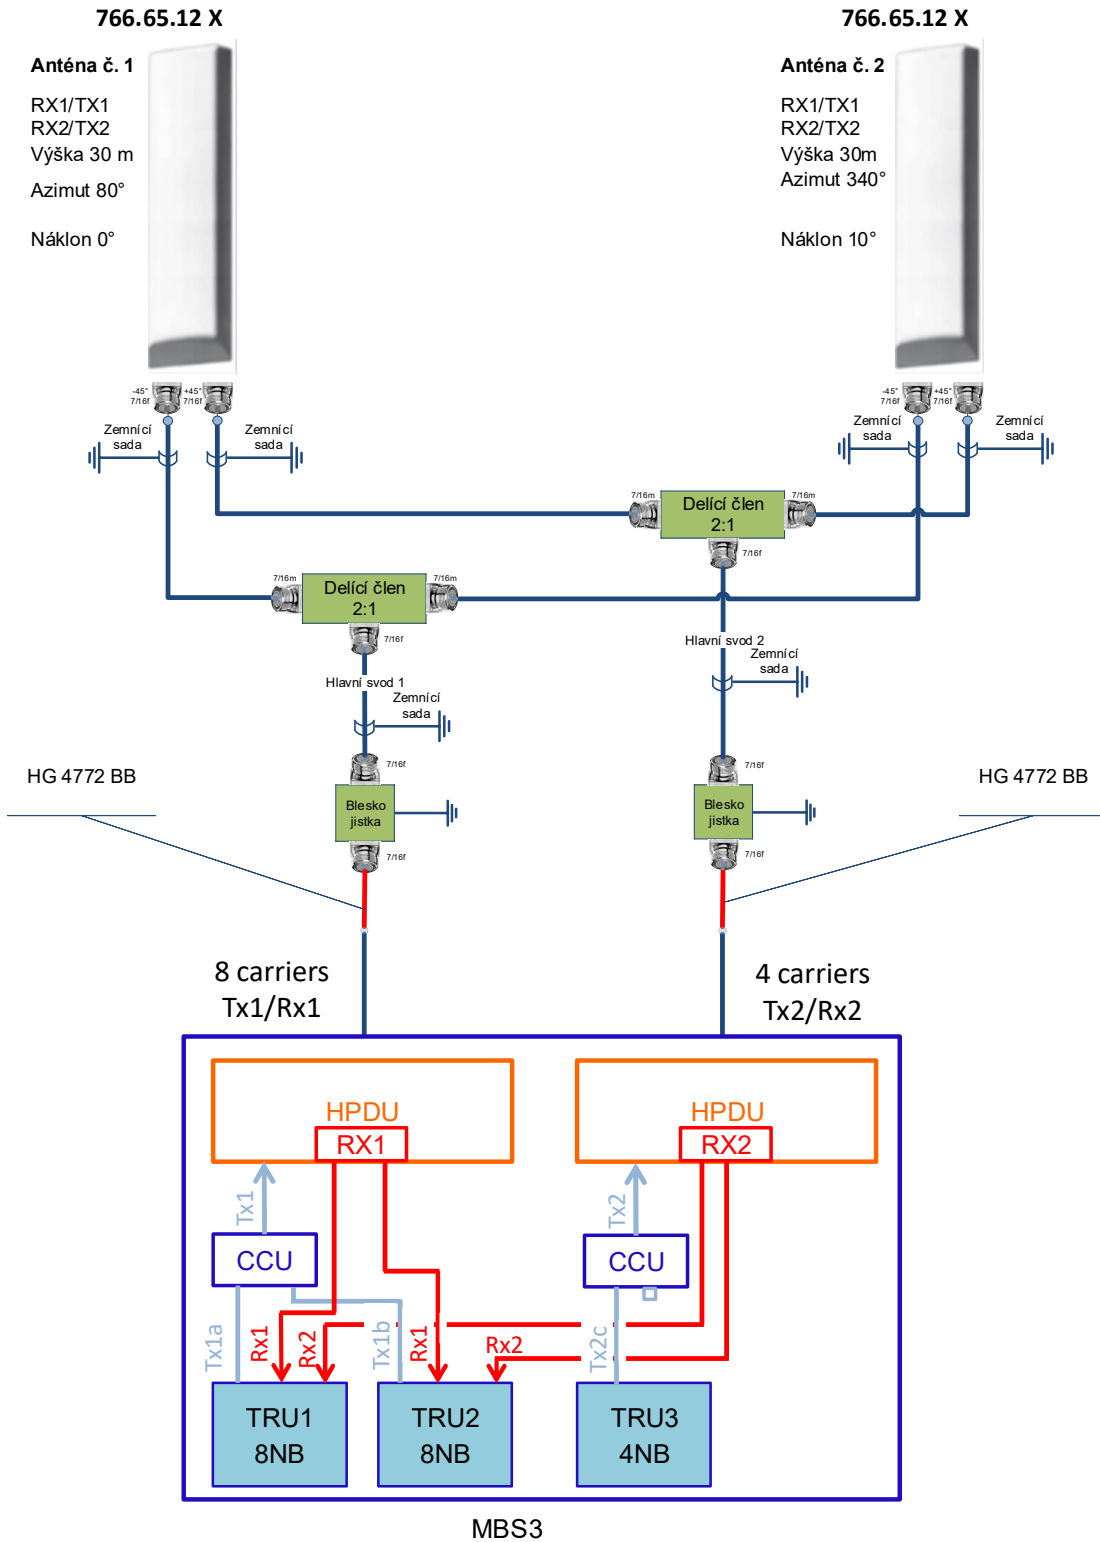 766.65.12 X
766.65.12 X
Anténa č. 1
RX1/TX1
RX2/TX2
Výška 30 m
Azimut 80°
Náklon 0°
Anténa č. 2
RX1/TX1
RX2/TX2
Výška 30m
Azimut 340°
Náklon 10°
-45°
7/16f
+45°
7/16f
-45°
7/16f
+45°
7/16f
Zemnící
sada
Zemnící
sada
Zemnící
sada
Zemnící
sada
7/16m
Delící člen
2:1
7/16m
7/16f
7/16m
Delící člen
2:1
7/16m
7/16f
Hlavní svod 2
Zemnící
sada
Hlavní svod 1
Zemnící
sada
7/16f
7/16f
HG 4772 BB
HG 4772 BB
Blesko
jistka
Blesko
jistka
7/16f
7/16f
8 carriers
Tx1/Rx1
4 carriers
Tx2/Rx2
HPDU
RX1
HPDU
RX2
Tx1
Tx2
CCU
CCU
Tx1a
Rx1
Rx2
Tx1b
Rx1
Rx2
Tx2c
TRU1
8NB
TRU2
8NB
TRU3
4NB
MBS3